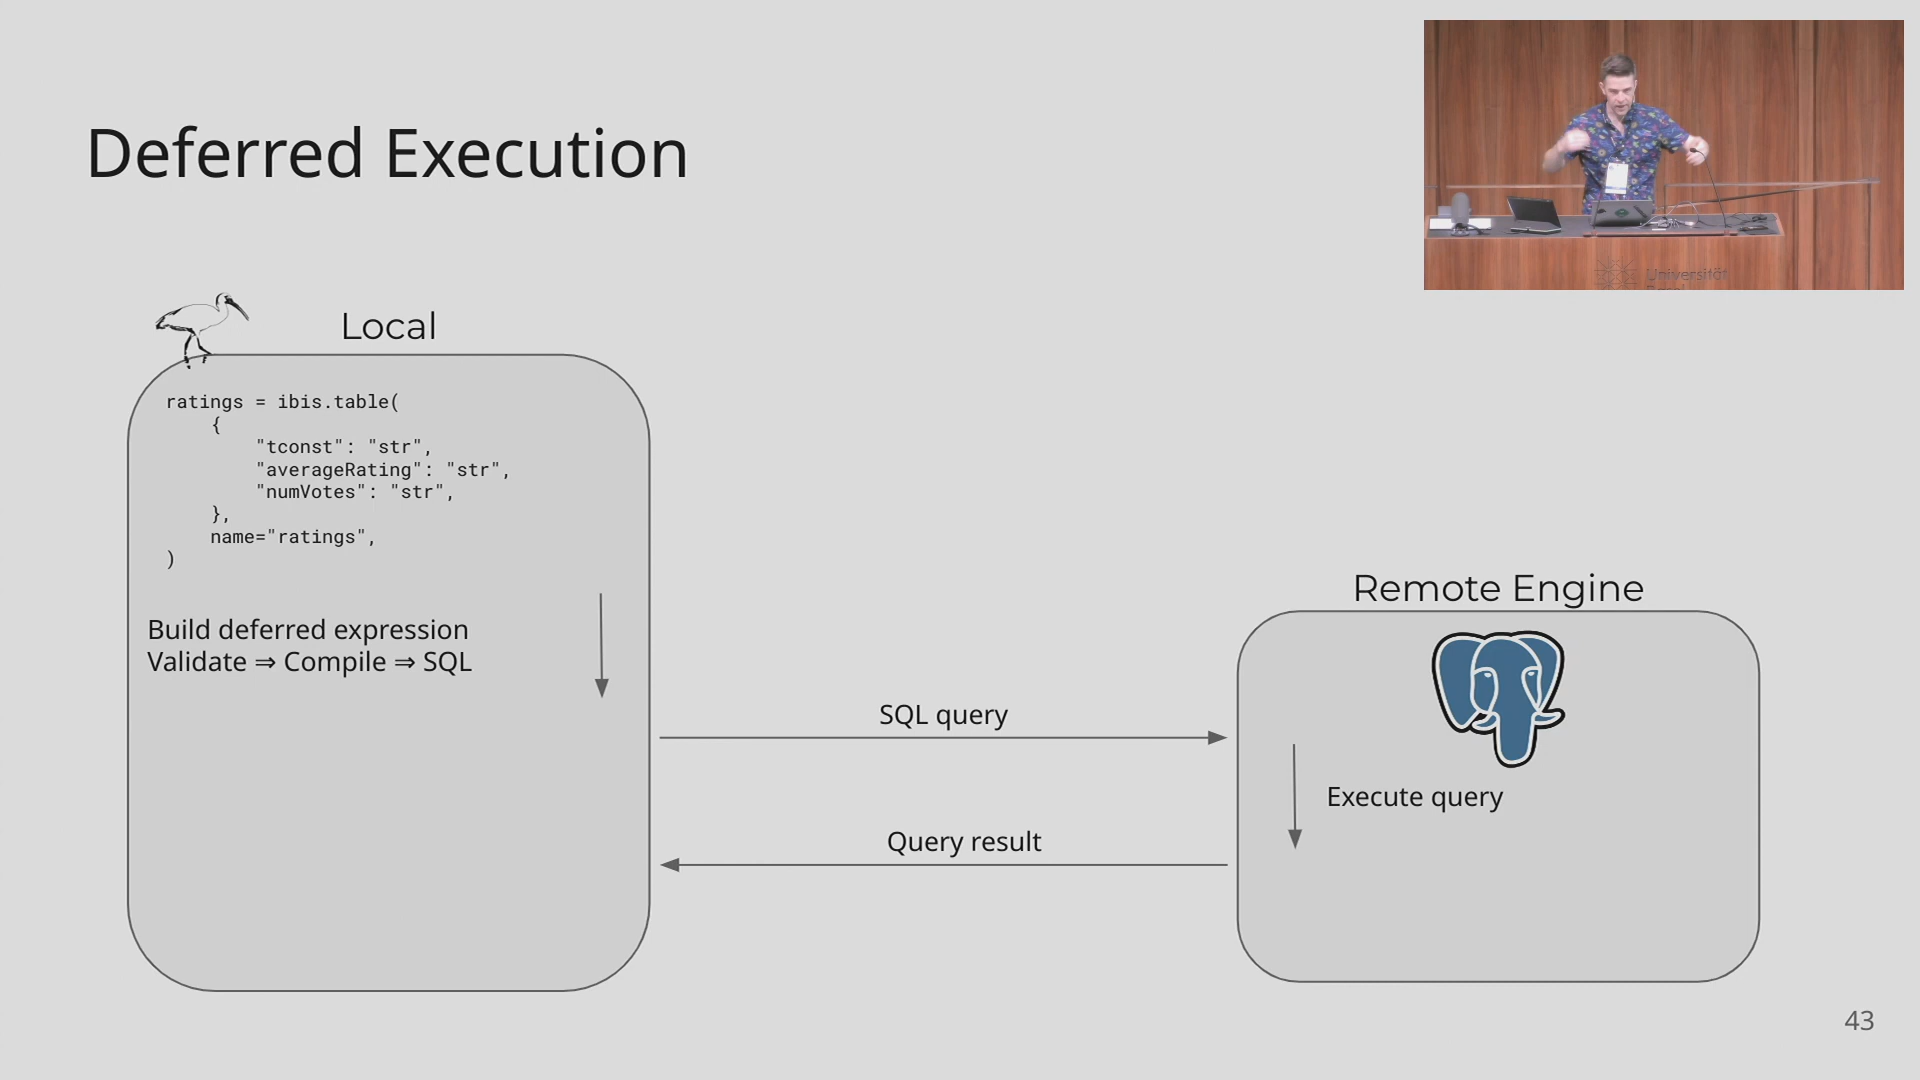 Deferred Execution
Local
ratings = ibis.table(
    {
        "tconst": "str",
        "averageRating": "str",
        "numVotes": "str",
    },
    name="ratings",
)
Build deferred expression
Validate ⇒ Compile ⇒ SQL
SQL query
Query result
Remote Engine
Execute query
Universität
43